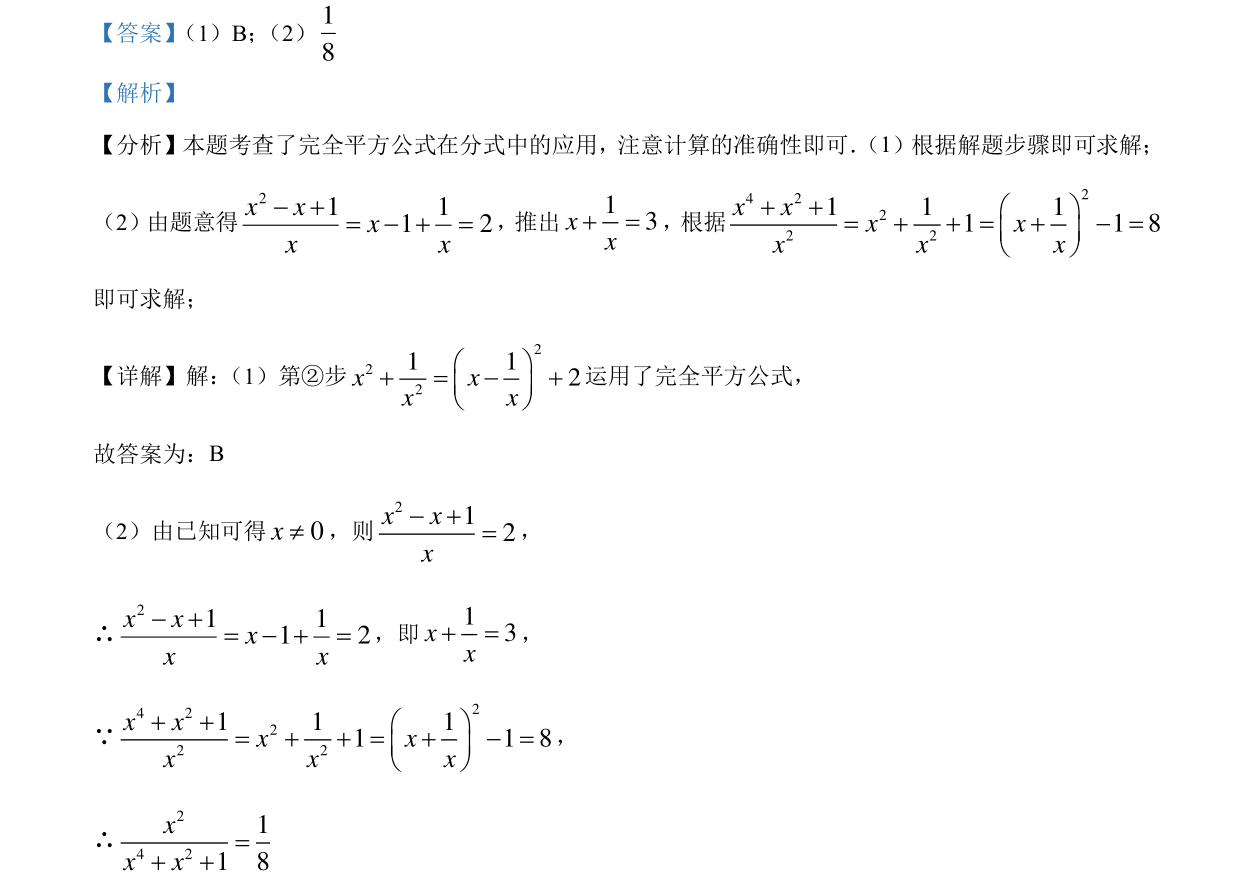 【答案】（1）B；（2）1/8
【解析】
【分析】本题考查了完全平方公式在分式中的应用，注意计算的准确性即可．（1）根据解题步骤即可求解；
（2）由题意得 (x²−x+1)/x = x−1+1/x = 2，推出 x+1/x = 3，根据 (x⁴+x²+1)/x² = x²+1/x²+1 = (x+1/x)²−1 = 8
即可求解；
【详解】解：（1）第②步 x²+1/x² = (x−1/x)²+2 运用了完全平方公式，
故答案为：B
（2）由已知可得 x≠0，则 (x²−x+1)/x = 2，
∴ (x²−x+1)/x = x−1+1/x = 2，即 x+1/x = 3，
∵ (x⁴+x²+1)/x² = x²+1/x²+1 = (x+1/x)²−1 = 8，
∴ x²/(x⁴+x²+1) = 1/8